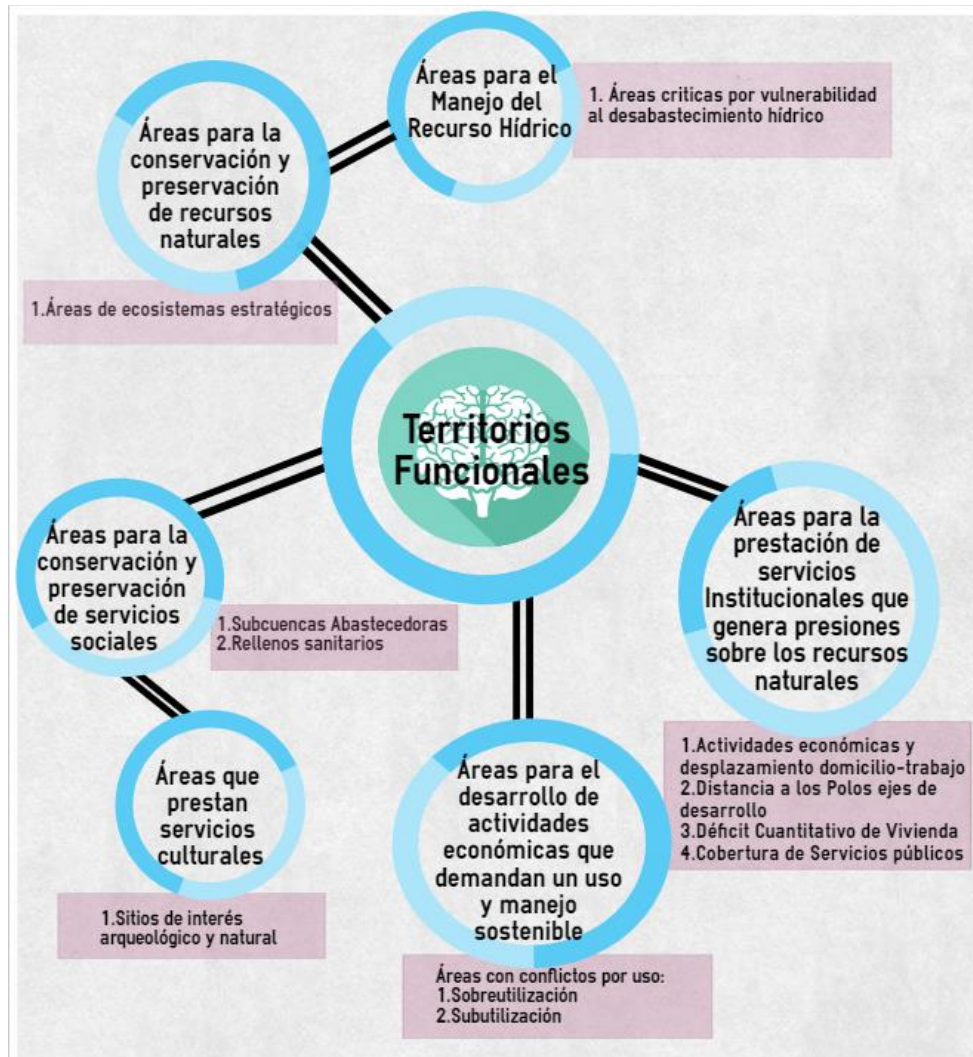 Áreas para el
Manejo del
Recurso Hídrico
1. Áreas criticas por vulnerabilidad
al desabastecimiento hídrico
Áreas para la
conservación y
preservación
de recursos
naturales
1.Áreas de ecosistemas estratégicos
Territorios
Funcionales
Áreas para la
conservación y
preservación
de servicios
sociales
1.Subcuencas Abastecedoras
2.Rellenos sanitarios
Áreas para la
prestación de
servicios
Institucionales que
genera presiones
sobre los recursos
naturales
1.Actividades económicas y
desplazamiento domicilio-trabajo
2.Distancia a los Polos ejes de
desarrollo
3.Déficit Cuantitativo de Vivienda
4.Cobertura de Servicios públicos
Áreas que
prestan
servicios
culturales
1.Sitios de interés
arqueológico y natural
Áreas para el
desarrollo de
actividades
económicas que
demandan un uso
y manejo
sostenible
Áreas con conflictos por uso:
1.Sobreutilización
2.Subutilización